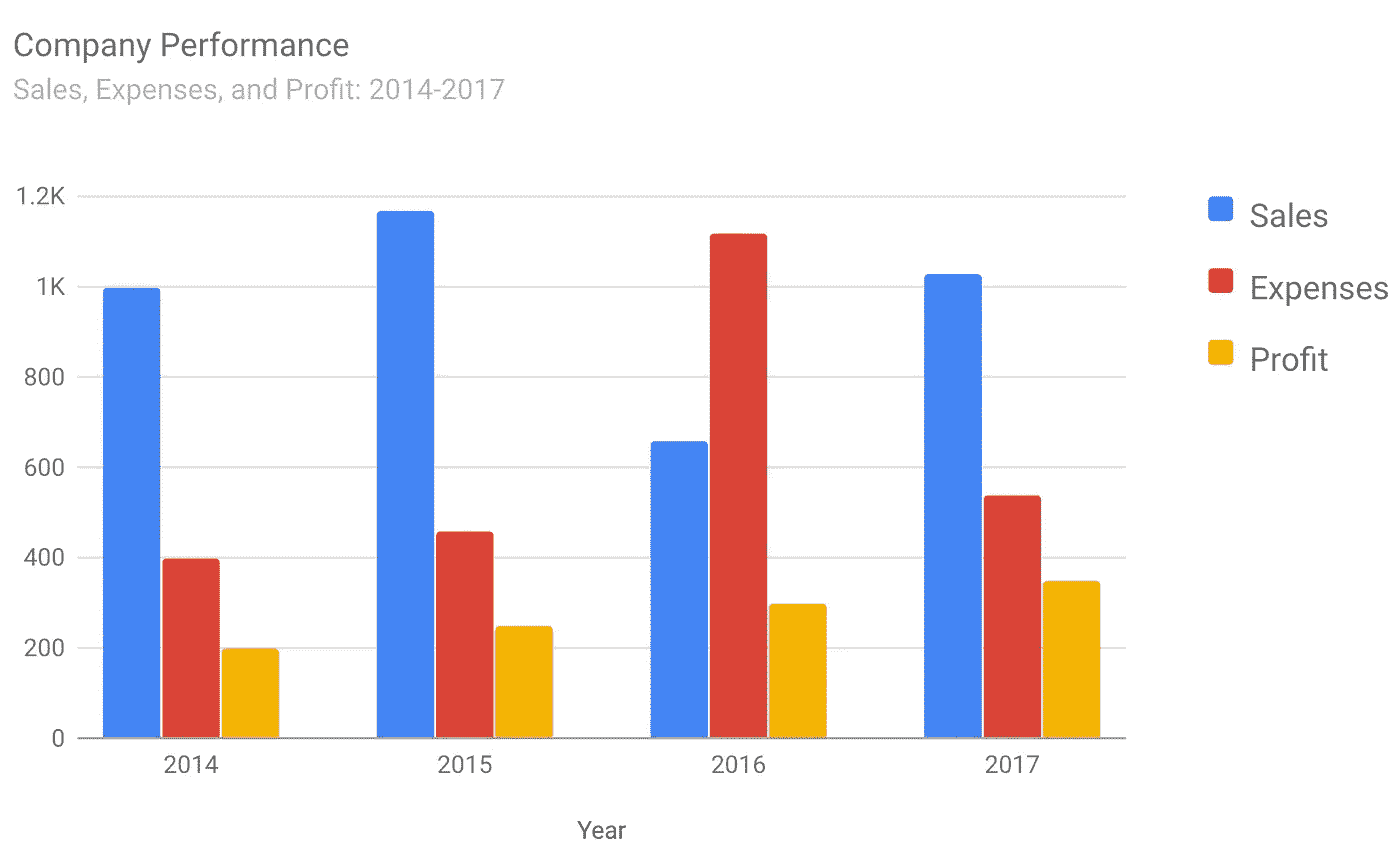 Company Performance
Sales, Expenses, and Profit: 2014-2017
1.2K
1K
800
600
400
200
0
2014 2015 2016 2017
Year
Sales
Expenses
Profit